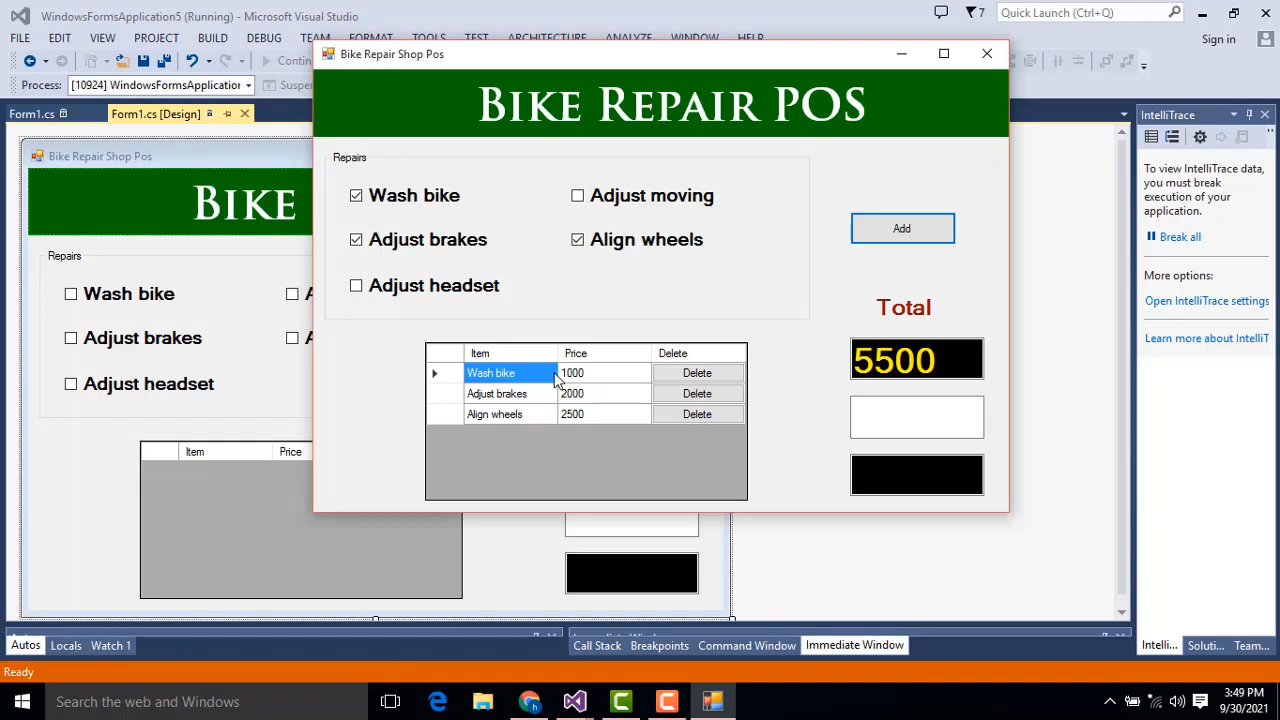 WindowsFormsApplication5 (Running) - Microsoft Visual Studio
7
Quick Launch (Ctrl+Q)
FILE EDIT VIEW PROJECT BUILD DEBUG TEAM FORMAT TOOLS TEST ARCHITECTURE ANALYZE WINDOW HELP
Sign in
Process: [10924] WindowsFormsApplication
Form1.cs
Form1.cs [Design]
IntelliTrace
Bike Repair Shop Pos
BIKE
Repairs
Wash bike
Adjust brakes
Adjust headset
Item Price
Bike Repair Shop Pos
BIKE REPAIR POS
Repairs
Wash bike
Adjust moving
Adjust brakes
Align wheels
Adjust headset
Add
Total
5500
Item Price Delete
Wash bike 1000 Delete
Adjust brakes 2000 Delete
Align wheels 2500 Delete
To view IntelliTrace data,
you must break
execution of your
application.
Break all
More options:
Open IntelliTrace settings
Learn more about IntelliT
Autos Locals Watch 1
Call Stack Breakpoints Command Window Immediate Window
Intelli... Soluti... Team...
Ready
Search the web and Windows
3:49 PM
9/30/2021